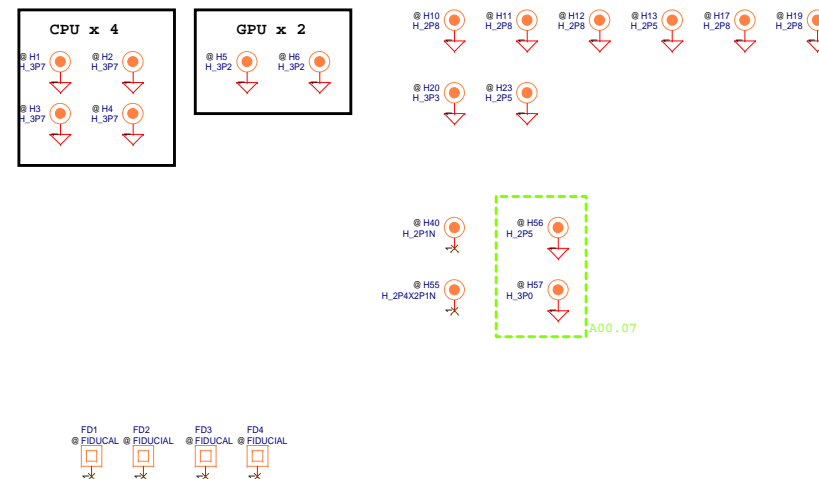 CPU x 4
GPU x 2
@ H10
H_2P8
@ H11
H_2P8
@ H12
H_2P8
@ H13
H_2P5
@ H17
H_2P8
@ H19
H_2P8
@ H1
H_3P7
@ H2
H_3P7
@ H5
H_3P2
@ H6
H_3P2
@ H3
H_3P7
@ H4
H_3P7
@ H20
H_3P3
@ H23
H_2P5
@ H40
H_2P1N
@ H56
H_2P5
@ H55
H_2P4X2P1N
@ H57
H_3P0
A00.07
FD1
@ FIDUCAL
FD2
@ FIDUCIAL
FD3
@ FIDUCAL
FD4
@ FIDUCIAL